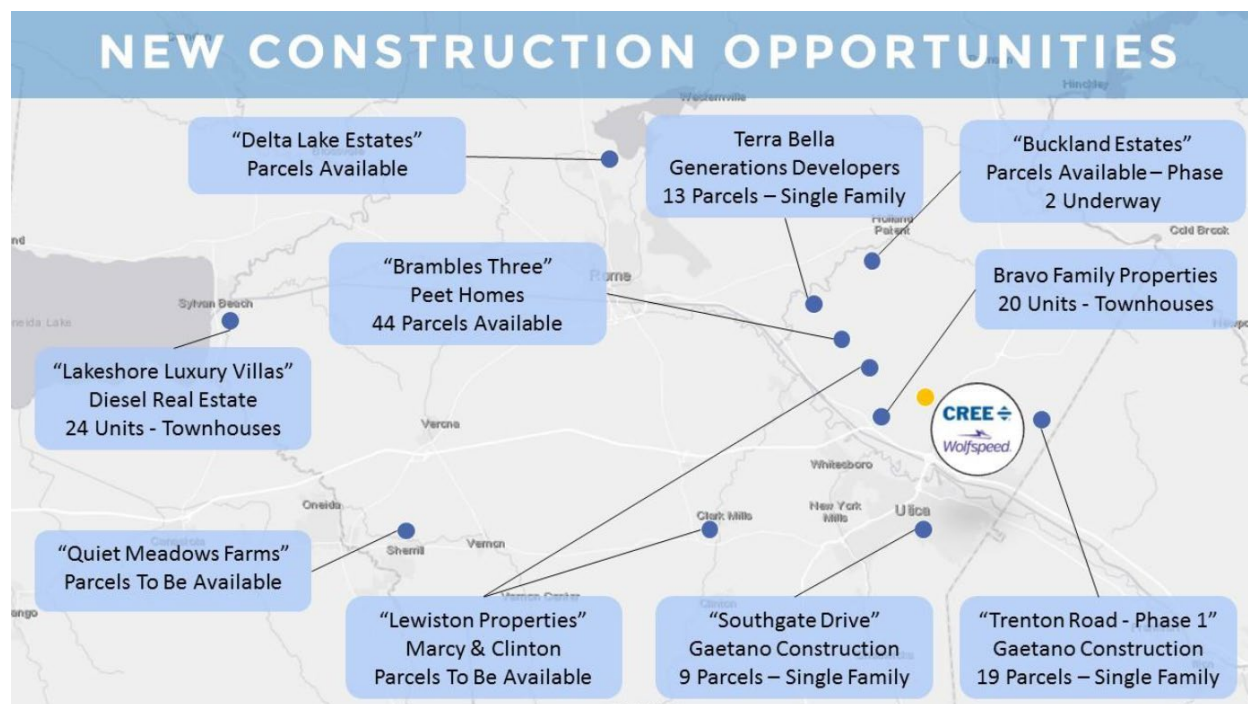 NEW CONSTRUCTION OPPORTUNITIES
Westernville
Hinckley
"Delta Lake Estates"
Parcels Available
Terra Bella
Generations Developers
13 Parcels – Single Family
"Buckland Estates"
Parcels Available – Phase
2 Underway
Holland
Patent
Cold Brook
"Brambles Three"
Peet Homes
44 Parcels Available
Rome
Bravo Family Properties
20 Units - Townhouses
Sylvan Beach
"Lakeshore Luxury Villas"
Diesel Real Estate
24 Units - Townhouses
CREE
Wolfspeed
Verona
Whitesboro
Oneida
New York
Mills
Utica
Clark Mills
Sherrill
Vernon
"Quiet Meadows Farms"
Parcels To Be Available
Vernon Center
Clinton
"Lewiston Properties"
Marcy & Clinton
Parcels To Be Available
"Southgate Drive"
Gaetano Construction
9 Parcels – Single Family
"Trenton Road - Phase 1"
Gaetano Construction
19 Parcels – Single Family